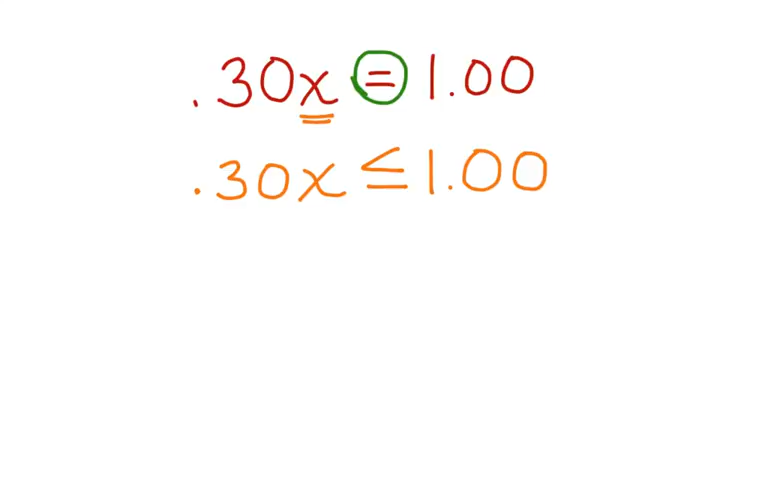 .30x = 1.00
.30x ≤ 1.00